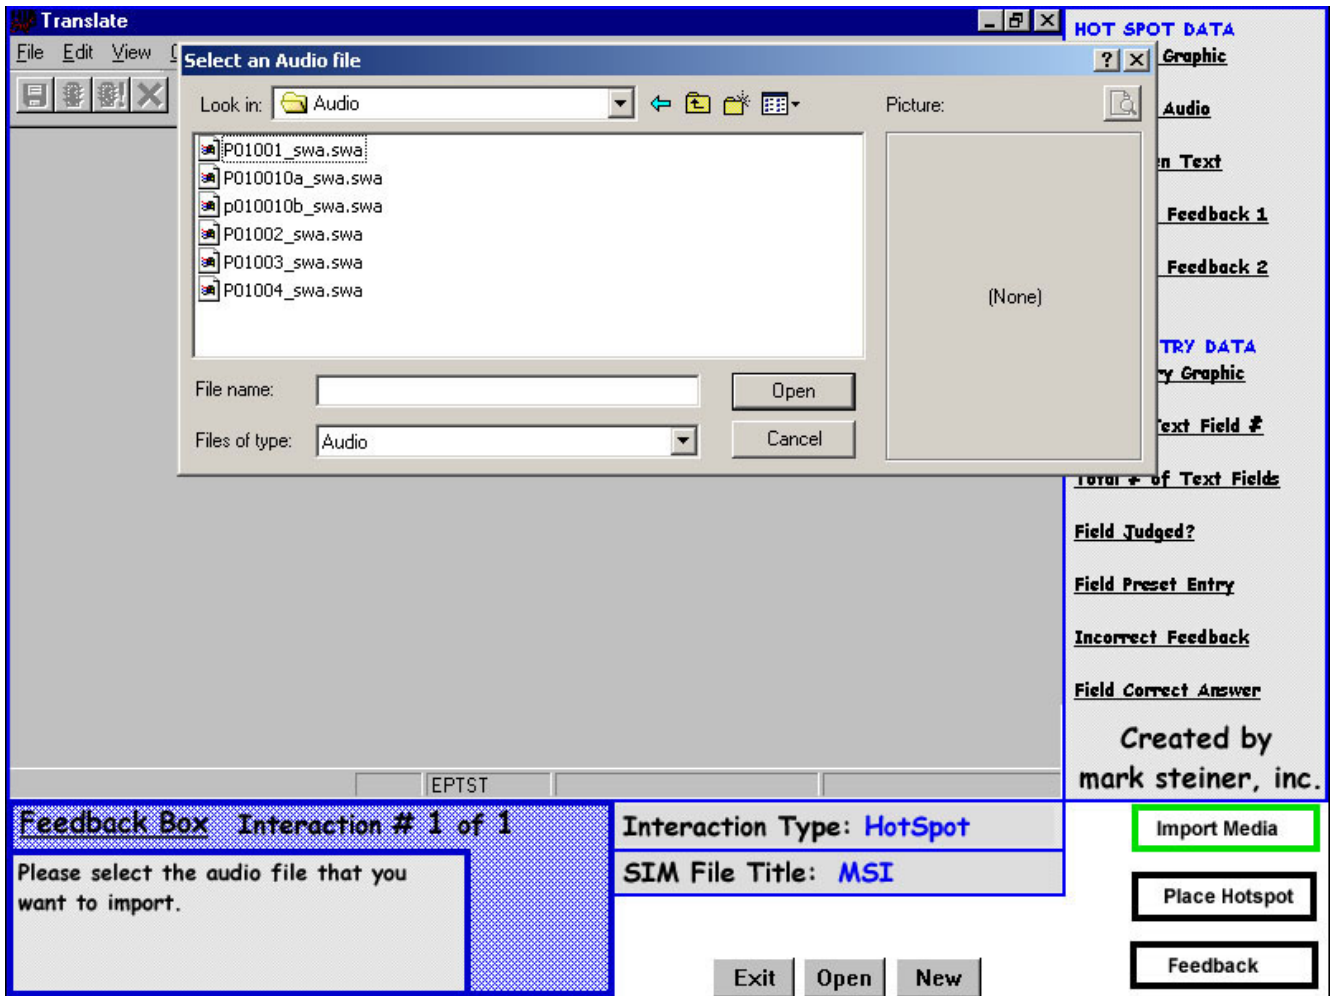 Translate
File Edit View
Select an Audio file
Look in: Audio
Picture:
P01001_swa.swa
P010010a_swa.swa
p010010b_swa.swa
P01002_swa.swa
P01003_swa.swa
P01004_swa.swa
(None)
File name:
Open
Files of type: Audio
Cancel
HOT SPOT DATA
Graphic
Audio
Text
Feedback 1
Feedback 2
TRY DATA
Graphic
Text Field #
Total # of Text Fields
Field Judged?
Field Preset Entry
Incorrect Feedback
Field Correct Answer
Created by
mark steiner, inc.
EPTST
Feedback Box Interaction # 1 of 1
Please select the audio file that you
want to import.
Interaction Type: HotSpot
SIM File Title: MSI
Import Media
Place Hotspot
Feedback
Exit Open New